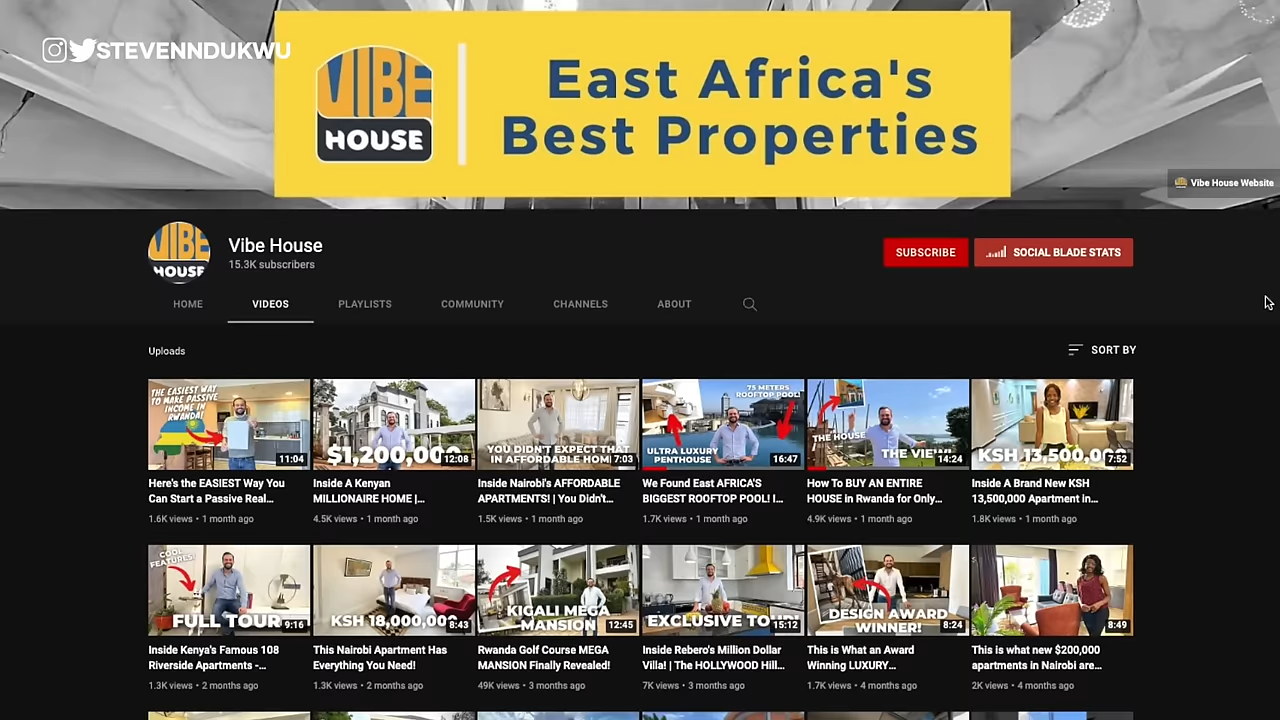 STEVENNDUKWU
VIBE
HOUSE
East Africa's
Best Properties
Vibe House Website
VIBE
HOUSE
Vibe House
15.3K subscribers
SUBSCRIBE
SOCIAL BLADE STATS
HOME
VIDEOS
PLAYLISTS
COMMUNITY
CHANNELS
ABOUT
Uploads
SORT BY
THE EASIEST WAY
TO MAKE PASSIVE
INCOME IN
RWANDA!
11:04
$1,200,000
12:08
YOU DIDN'T EXPECT THAT
IN AFFORDABLE HOM
7:03
75 METERS
ROOFTOP POOL!
ULTRA LUXURY
PENTHOUSE
16:47
THE HOUSE
THE VIEW
14:24
KSH 13,500,0
7:52
Here's the EASIEST Way You
Can Start a Passive Real...
1.6K views • 1 month ago
Inside A Kenyan
MILLIONAIRE HOME |...
4.5K views • 1 month ago
Inside Nairobi's AFFORDABLE
APARTMENTS! | You Didn't...
1.5K views • 1 month ago
We Found East AFRICA'S
BIGGEST ROOFTOP POOL! I...
1.7K views • 1 month ago
How To BUY AN ENTIRE
HOUSE in Rwanda for Only...
4.9K views • 1 month ago
Inside A Brand New KSH
13,500,000 Apartment in...
1.8K views • 1 month ago
COOL
FEATURES!
FULL TOUR
9:16
KSH 18,000,000
8:43
KIGALI MEGA
MANSION
12:45
EXCLUSIVE TOU
15:12
DESIGN AWARD
WINNER!
8:24
8:49
Inside Kenya's Famous 108
Riverside Apartments -...
1.3K views • 2 months ago
This Nairobi Apartment Has
Everything You Need!
1.3K views • 2 months ago
Rwanda Golf Course MEGA
MANSION Finally Revealed!
49K views • 3 months ago
Inside Rebero's Million Dollar
Villa! | The HOLLYWOOD Hill...
7K views • 3 months ago
This is What an Award
Winning LUXURY...
1.7K views • 4 months ago
This is what new $200,000
apartments in Nairobi are...
2K views • 4 months ago